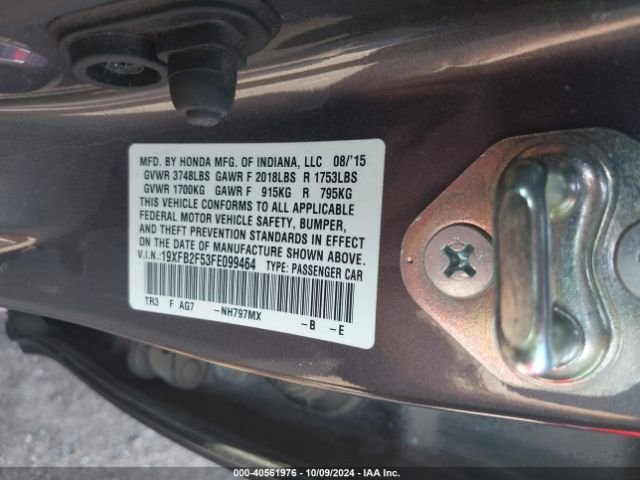 MFD. BY HONDA MFG. OF INDIANA, LLC 08/'15
GVWR 3748LBS GAWR F 2018LBS R 1753LBS
GVWR 1700KG GAWR F 915KG R 795KG
THIS VEHICLE CONFORMS TO ALL APPLICABLE
FEDERAL MOTOR VEHICLE SAFETY, BUMPER,
AND THEFT PREVENTION STANDARDS IN EFFECT
ON THE DATE OF MANUFACTURE SHOWN ABOVE.
V.I.N.:19XFB2F53FE099464 TYPE: PASSENGER CAR
TR3 F AG7 -NH797MX -B -E
000-40561976 | 10/09/2024 | IAA Inc.